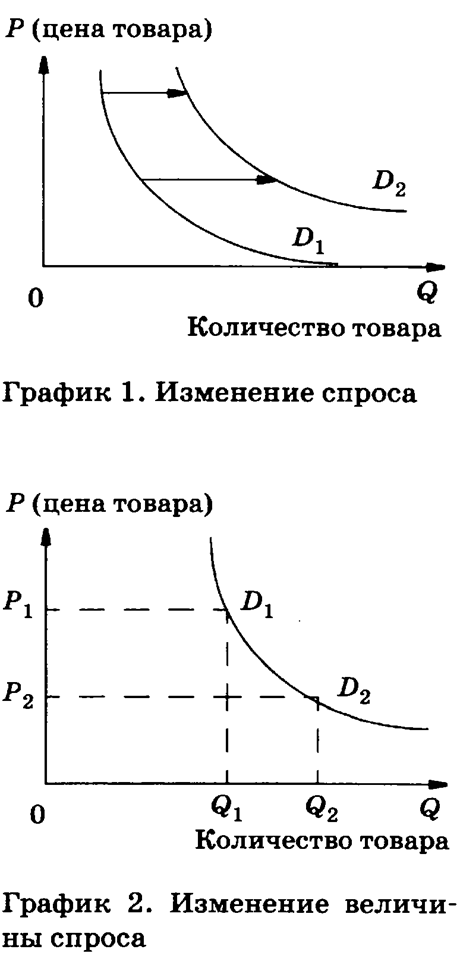 P (цена товара)
D₂
D₁
0
Q
Количество товара
График 1. Изменение спроса
P (цена товара)
P₁
D₁
P₂
D₂
0
Q₁
Q₂
Q
Количество товара
График 2. Изменение величи-
ны спроса